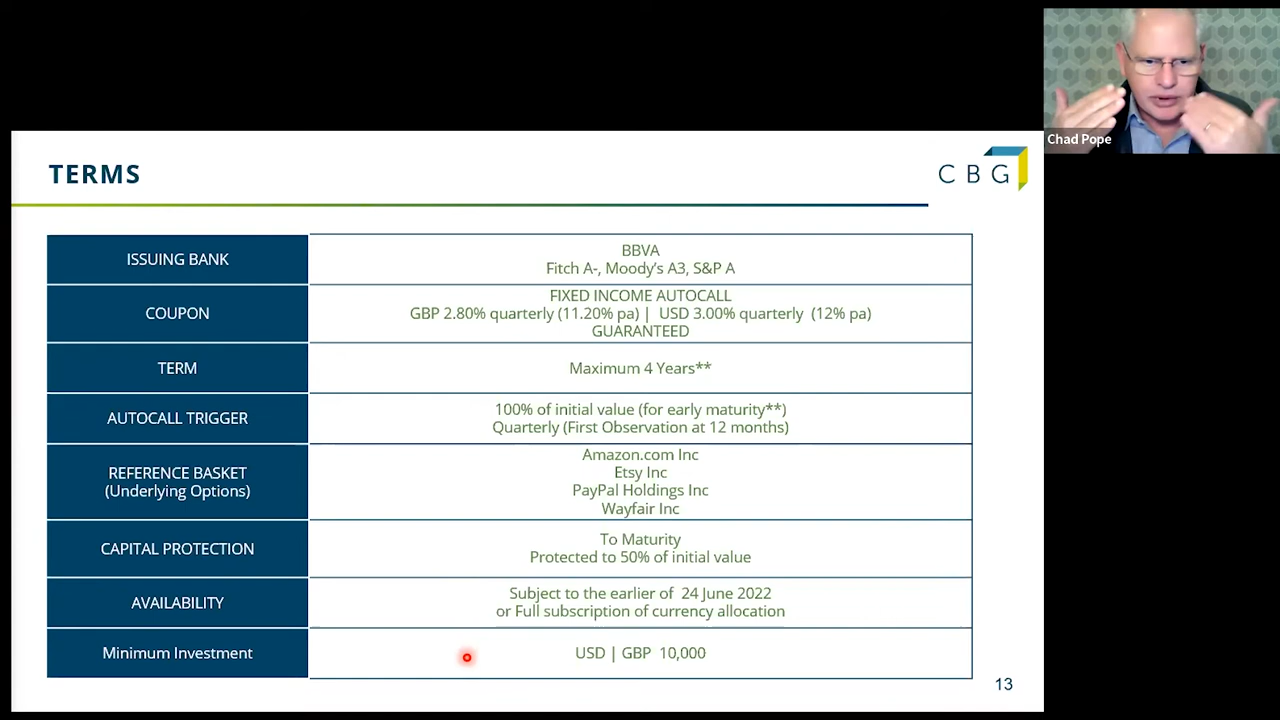 Chad Pope
TERMS
CBG
ISSUING BANK
BBVA
Fitch A-, Moody's A3, S&P A
COUPON
FIXED INCOME AUTOCALL
GBP 2.80% quarterly (11.20% pa) | USD 3.00% quarterly (12% pa)
GUARANTEED
TERM
Maximum 4 Years**
AUTOCALL TRIGGER
100% of initial value (for early maturity**)
Quarterly (First Observation at 12 months)
REFERENCE BASKET
(Underlying Options)
Amazon.com Inc
Etsy Inc
PayPal Holdings Inc
Wayfair Inc
CAPITAL PROTECTION
To Maturity
Protected to 50% of initial value
AVAILABILITY
Subject to the earlier of 24 June 2022
or Full subscription of currency allocation
Minimum Investment
USD | GBP 10,000
13